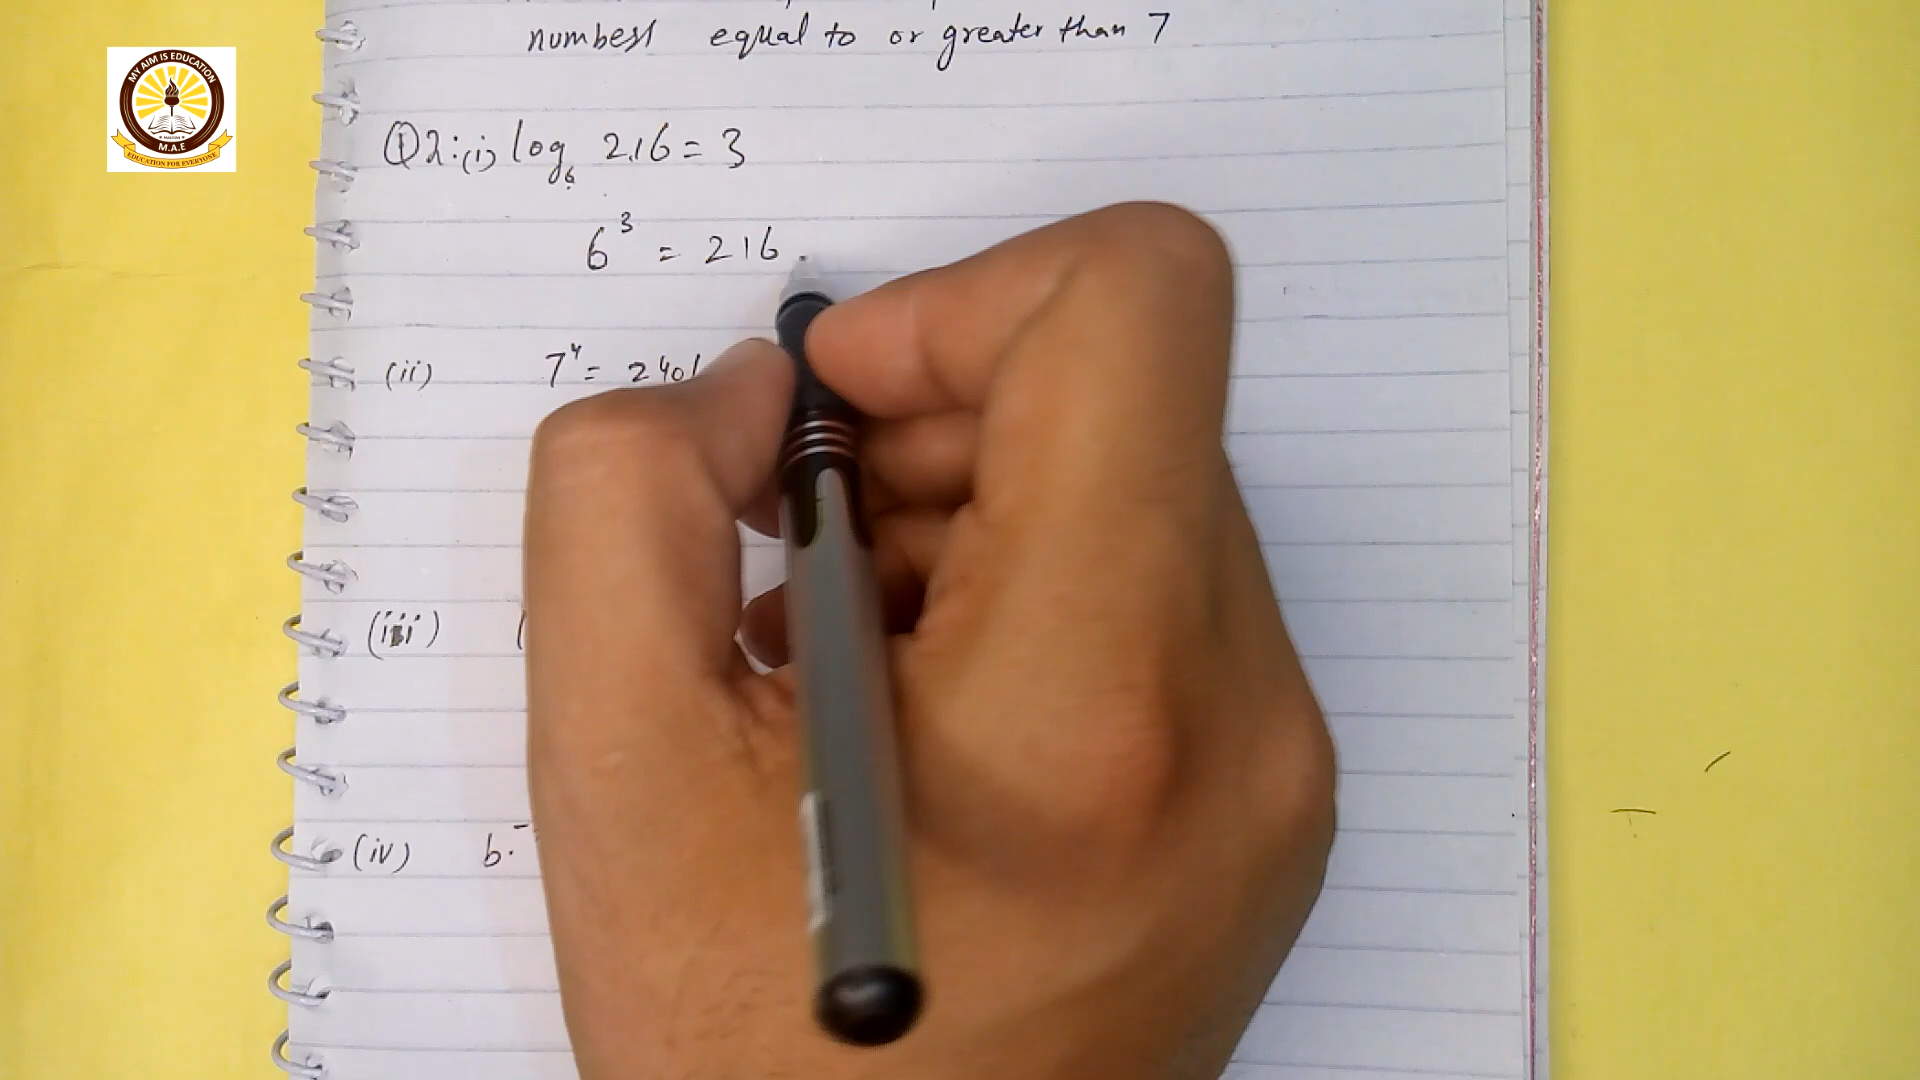 MY AIM IS EDUCATION
M.A.E
EDUCATION FOR EVERYONE
numbers equal to or greater than 7
Q2:(i) log₆ 216 = 3
6³ = 216
(ii) 7⁴ = 2401
(iii) (
(iv) b.⁻